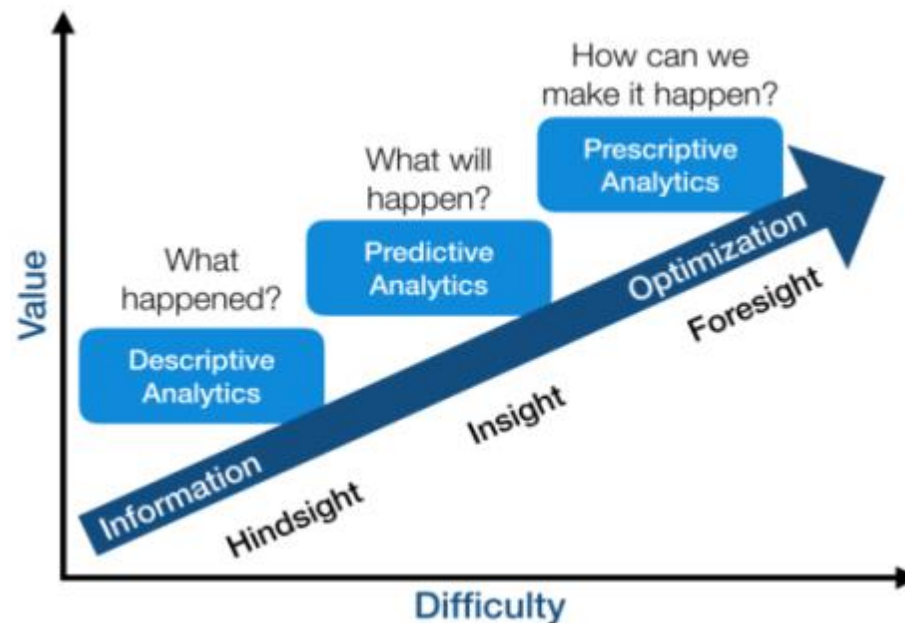 How can we
make it happen?
Prescriptive
Analytics
What will
happen?
Predictive
Analytics
What
happened?
Descriptive
Analytics
Information
Optimization
Hindsight
Insight
Foresight
Value
Difficulty